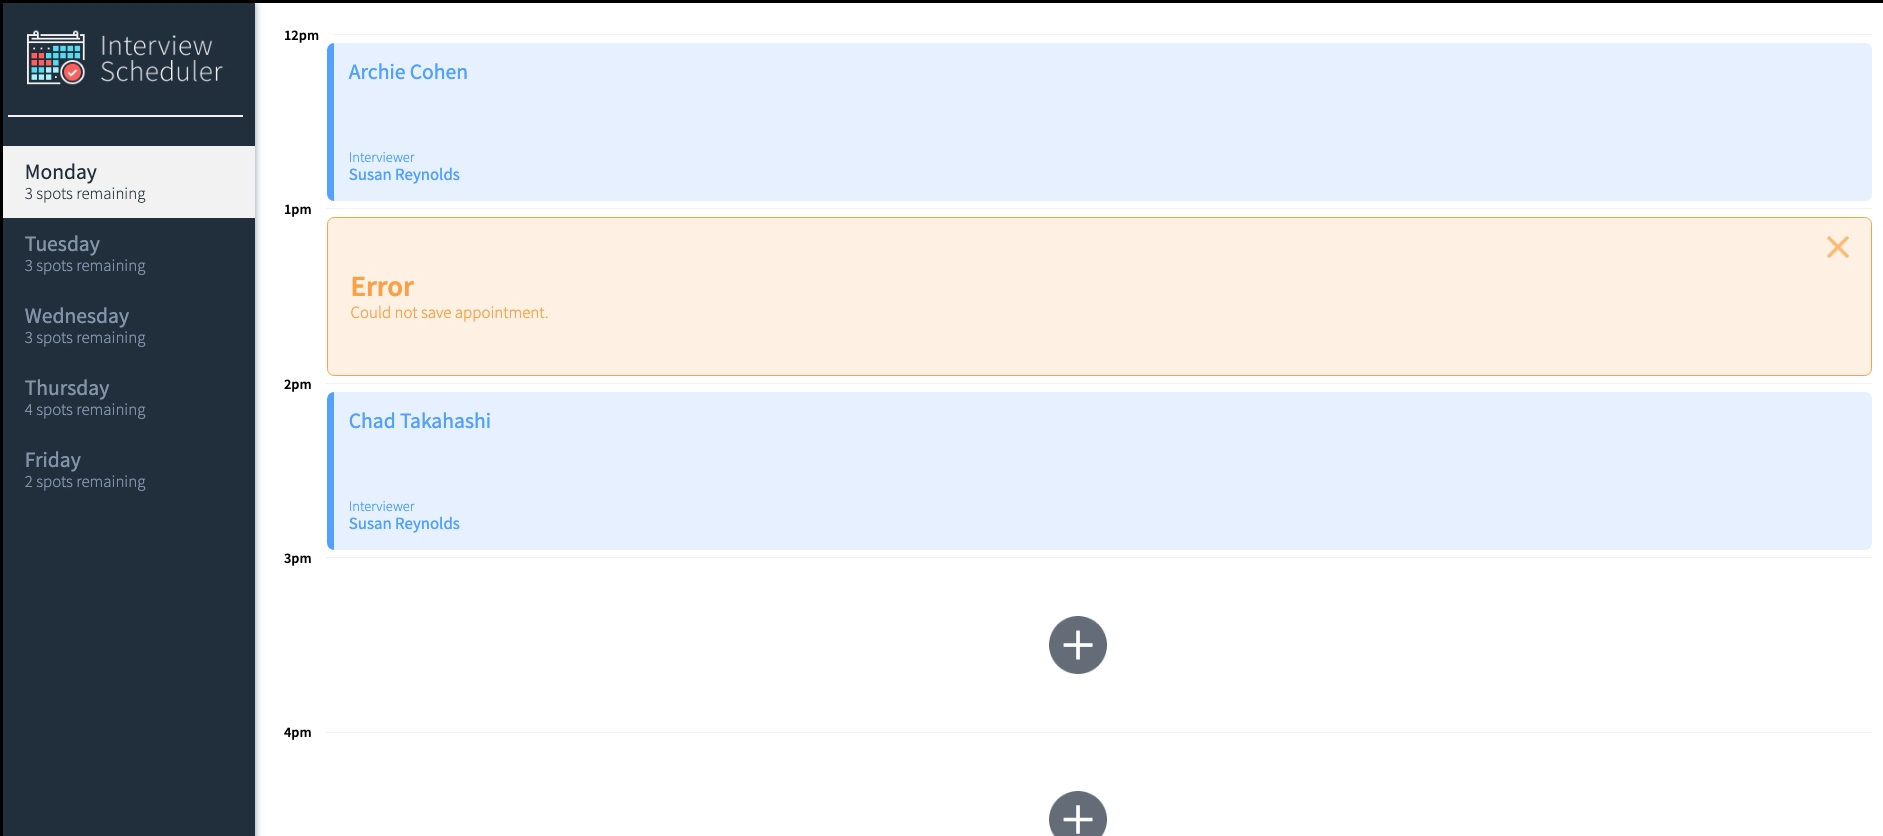 Interview
Scheduler
Monday
3 spots remaining
Tuesday
3 spots remaining
Wednesday
3 spots remaining
Thursday
4 spots remaining
Friday
2 spots remaining
12pm
Archie Cohen
Interviewer
Susan Reynolds
1pm
Error
Could not save appointment.
2pm
Chad Takahashi
Interviewer
Susan Reynolds
3pm
4pm